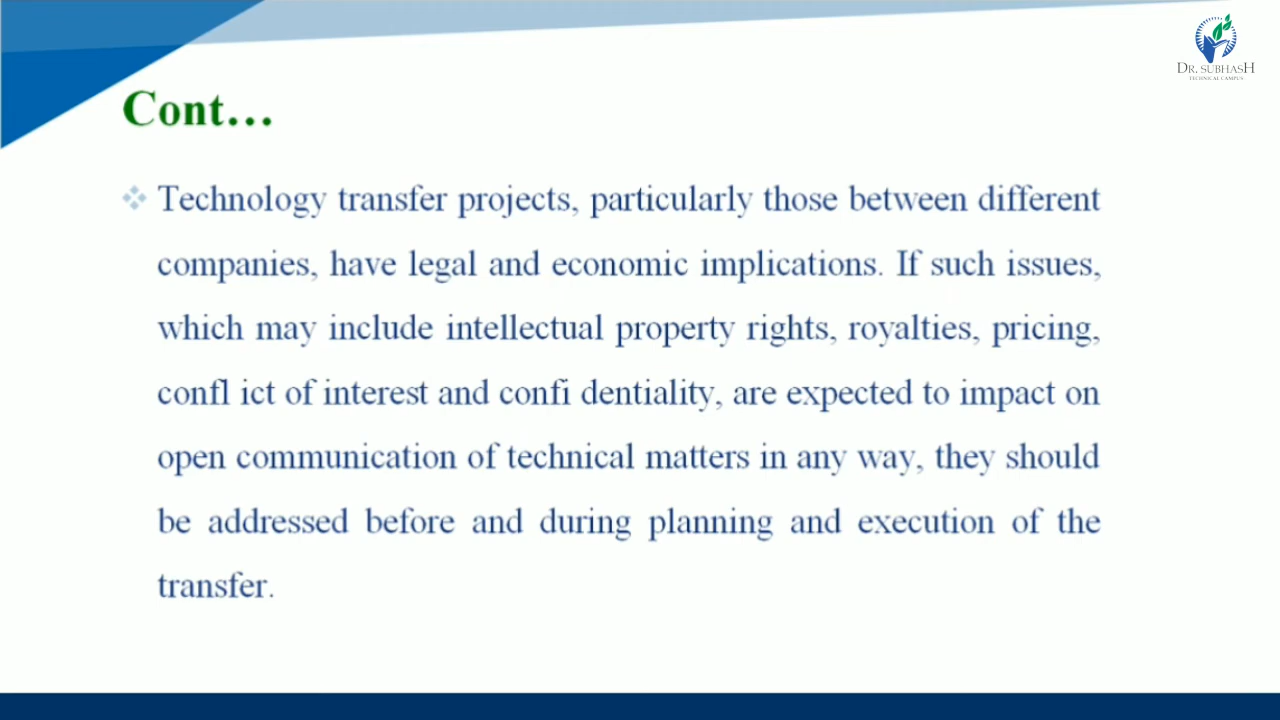 DR. SUBHASH
TECHNICAL CAMPUS
Cont...
Technology transfer projects, particularly those between different
companies, have legal and economic implications. If such issues,
which may include intellectual property rights, royalties, pricing,
confl ict of interest and confi dentiality, are expected to impact on
open communication of technical matters in any way, they should
be addressed before and during planning and execution of the
transfer.